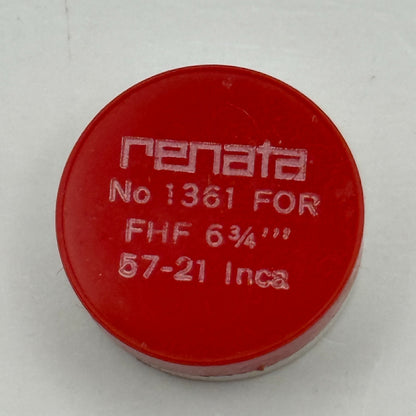 renata
No 1361 FOR
FHF 6¾'''
57-21 Inca